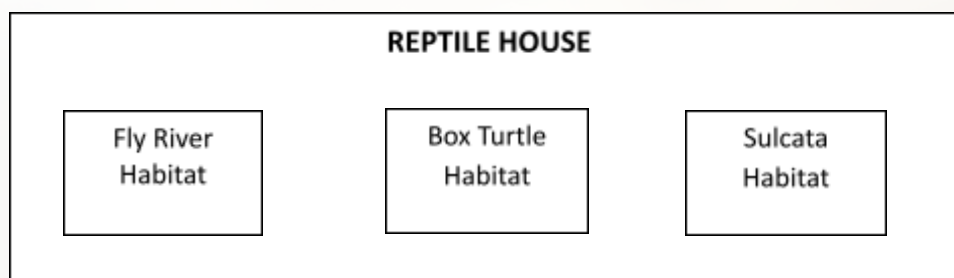 REPTILE HOUSE
Fly River
Habitat
Box Turtle
Habitat
Sulcata
Habitat